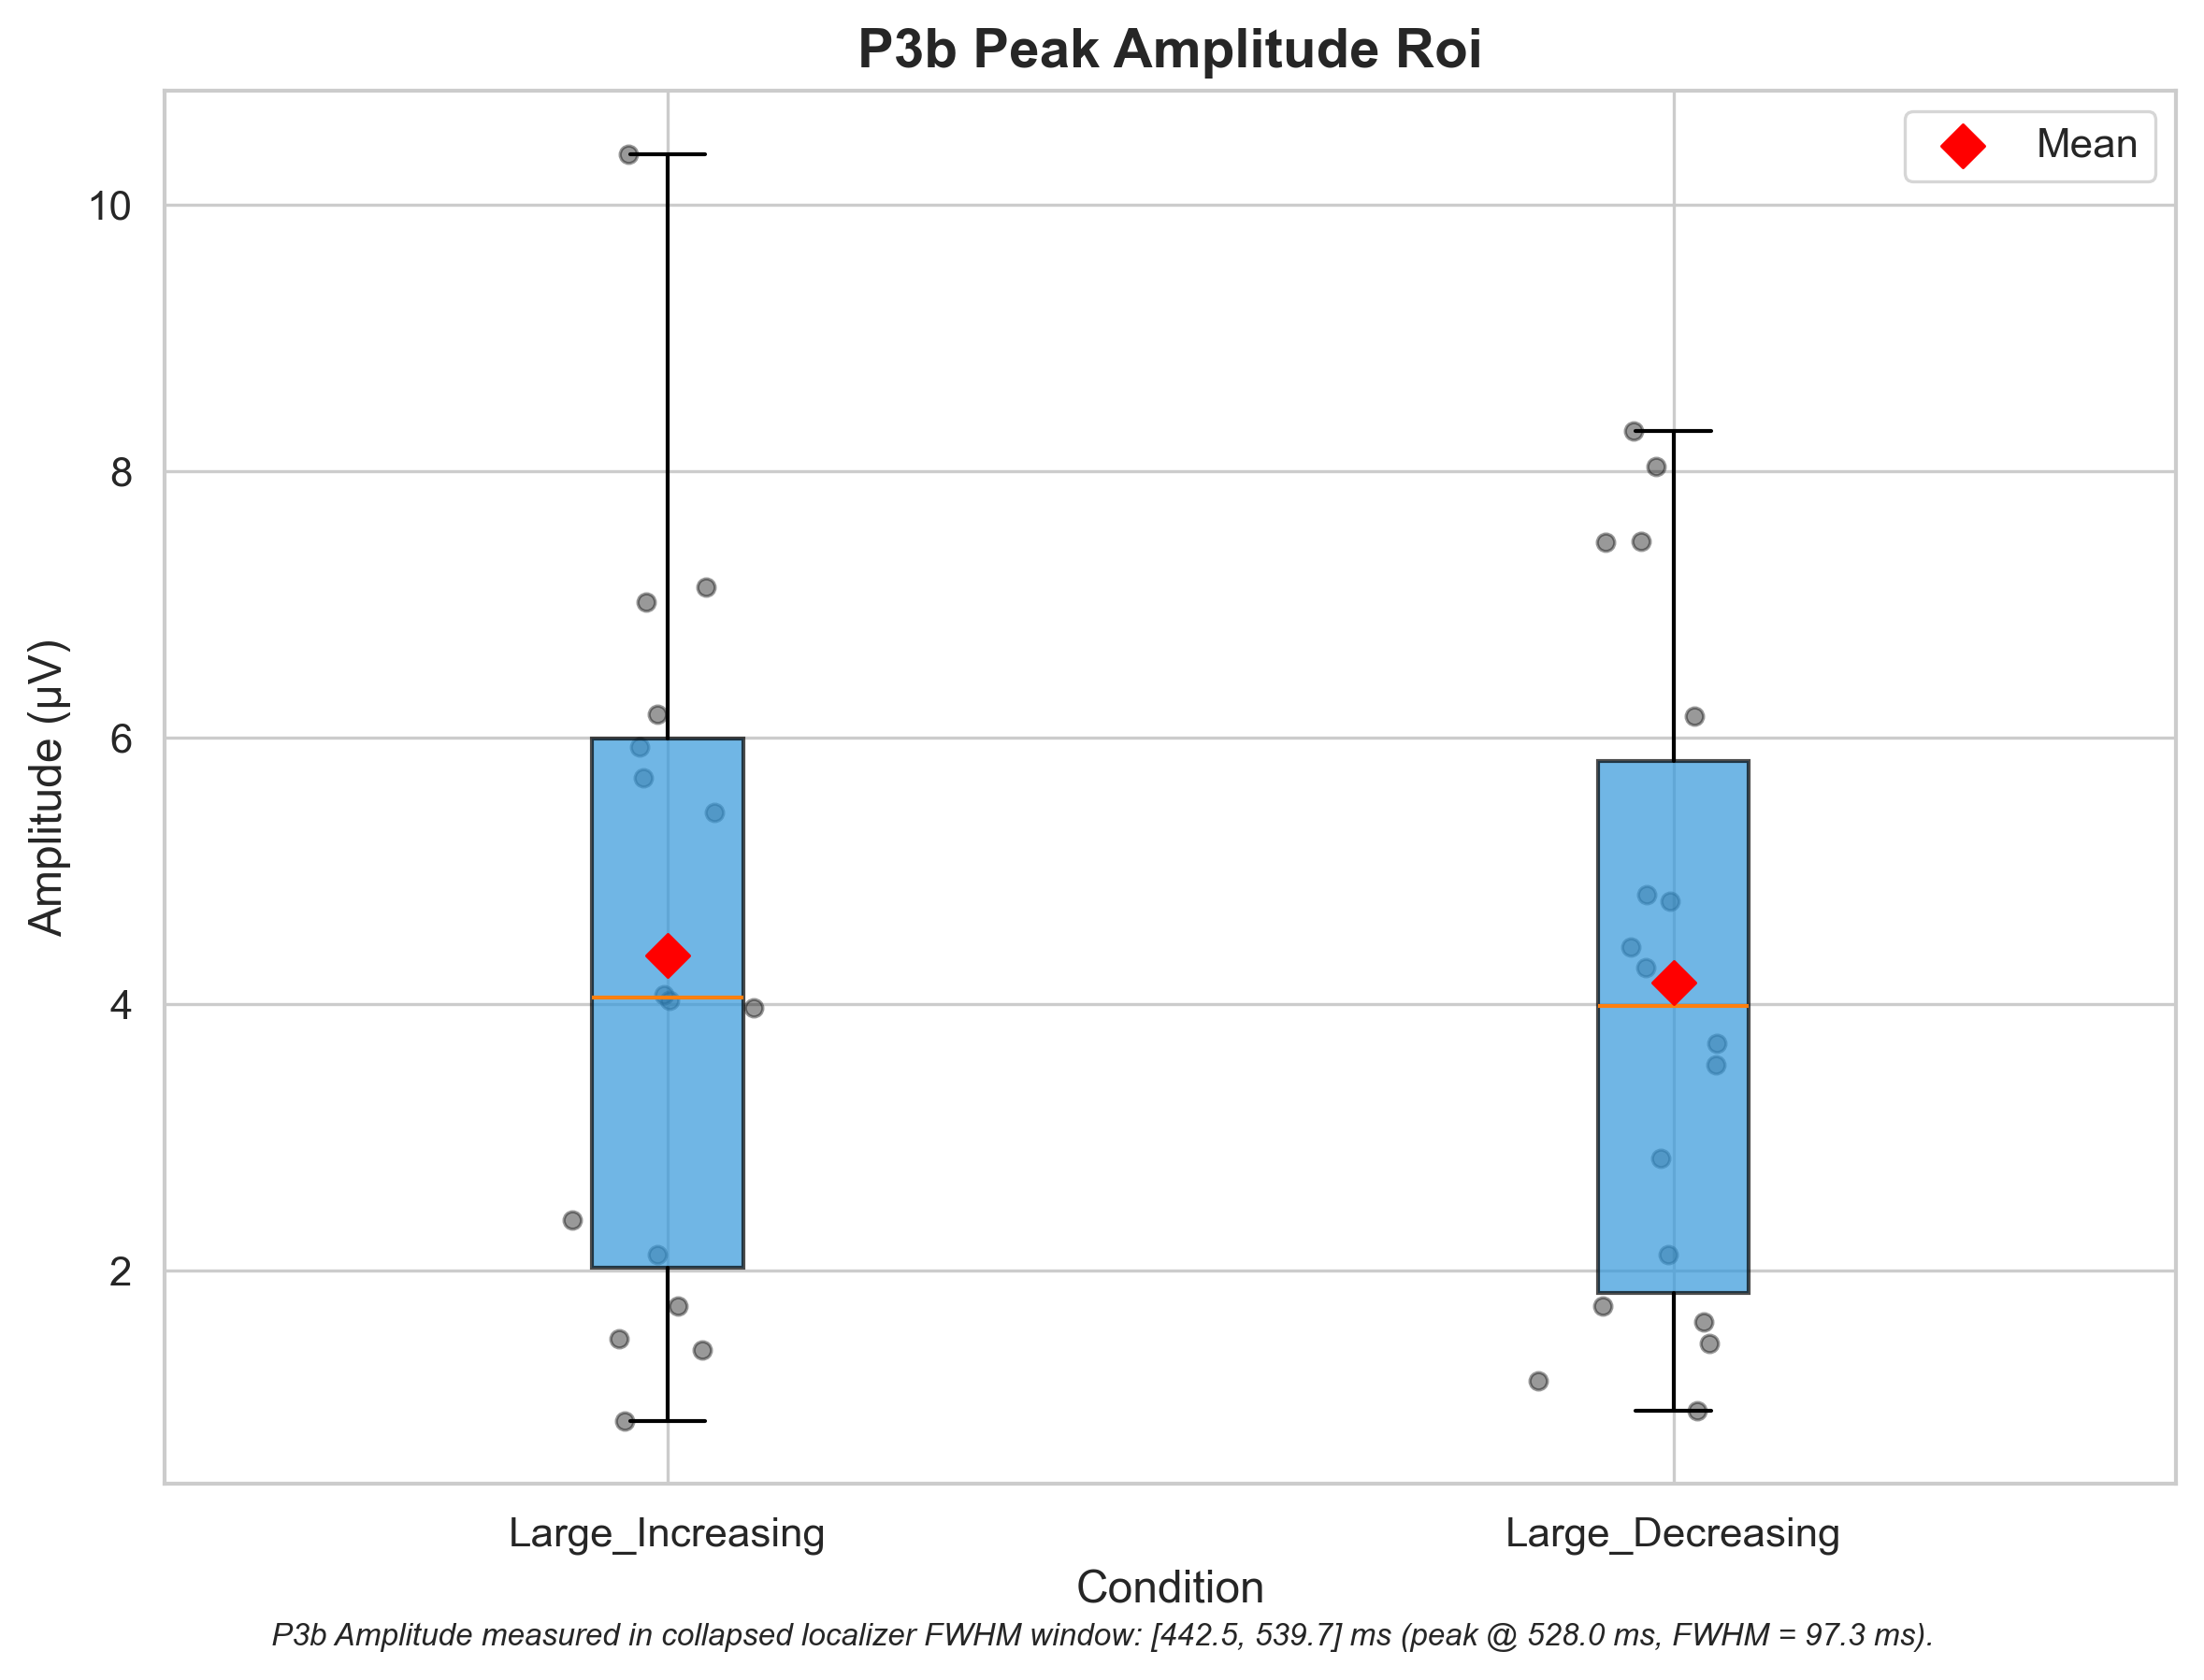 P3b Peak Amplitude Roi
Mean
10
8
6
4
2
Amplitude (µV)
Large_Increasing
Large_Decreasing
Condition
P3b Amplitude measured in collapsed localizer FWHM window: [442.5, 539.7] ms (peak @ 528.0 ms, FWHM = 97.3 ms).